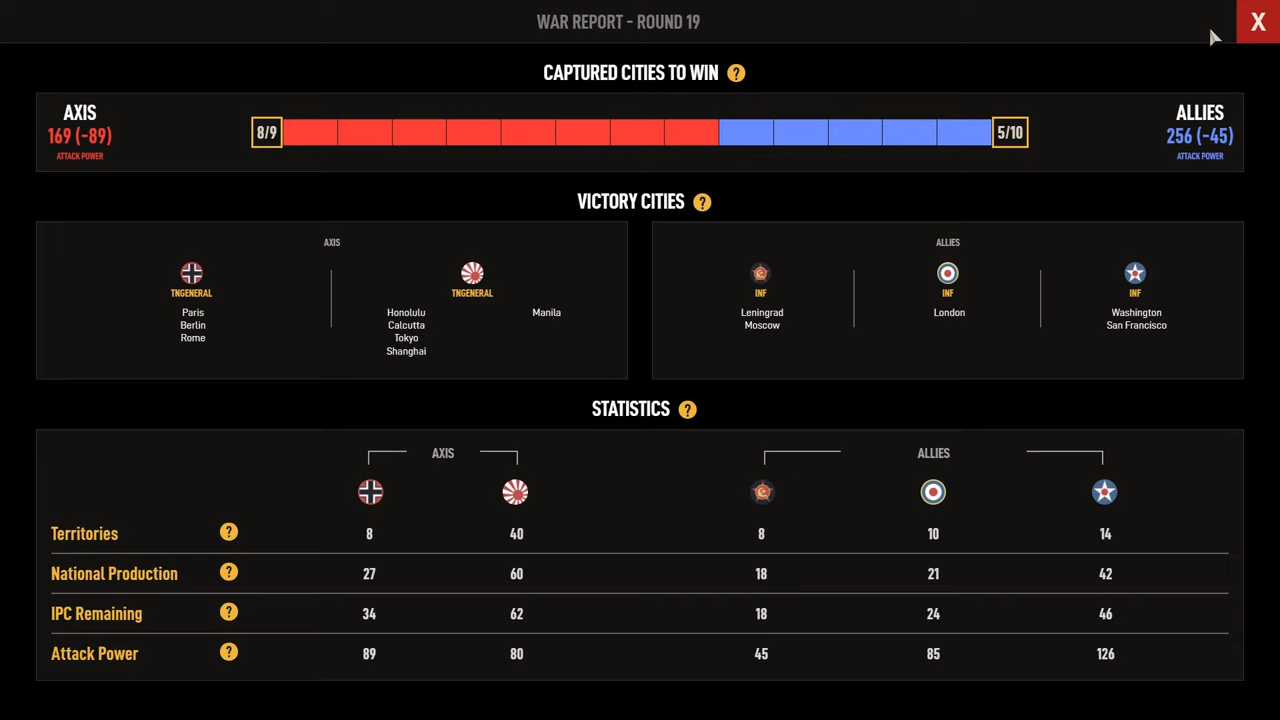 WAR REPORT - ROUND 19
X
CAPTURED CITIES TO WIN ?
AXIS
169 (-89)
ATTACK POWER
8/9
5/10
ALLIES
256 (-45)
ATTACK POWER
VICTORY CITIES ?
AXIS
TNGENERAL
Paris
Berlin
Rome
TNGENERAL
Honolulu
Calcutta
Tokyo
Shanghai
Manila
ALLIES
INF
Leningrad
Moscow
INF
London
INF
Washington
San Francisco
STATISTICS ?
AXIS
ALLIES
Territories ? 8 40 8 10 14
National Production ? 27 60 18 21 42
IPC Remaining ? 34 62 18 24 46
Attack Power ? 89 80 45 85 126